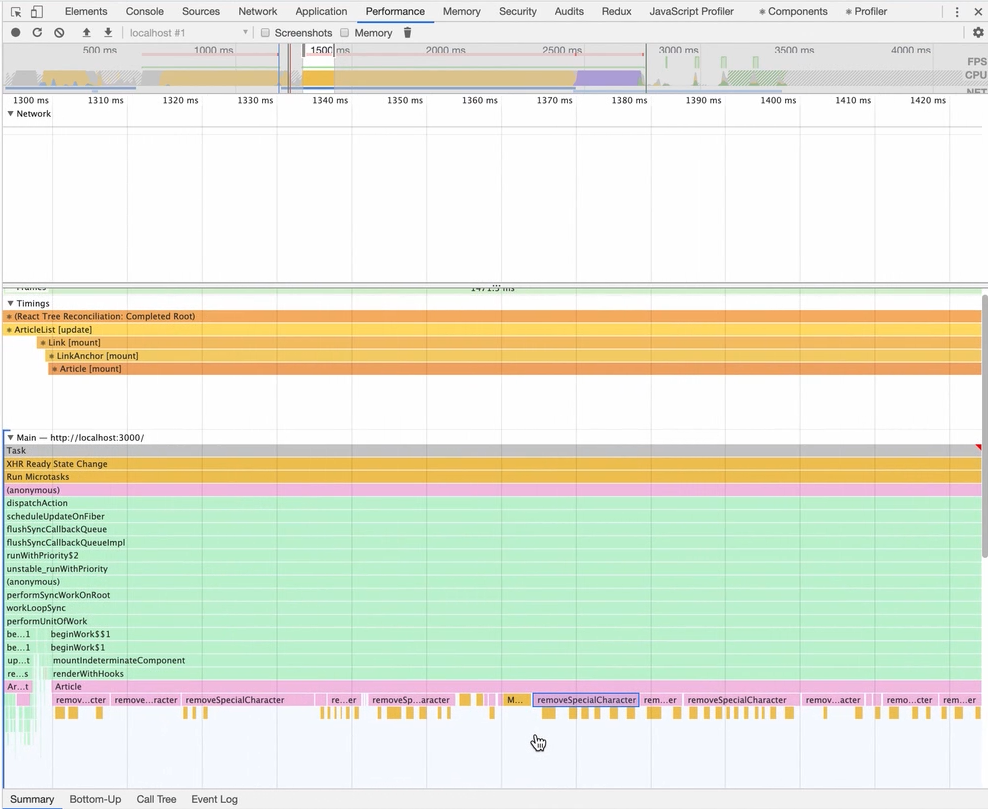 Elements Console Sources Network Application Performance Memory Security Audits Redux JavaScript Profiler Components Profiler
localhost #1 Screenshots Memory
500 ms 1000 ms 1500 ms 2000 ms 2500 ms 3000 ms 3500 ms 4000 ms
FPS
CPU
NET
1300 ms 1310 ms 1320 ms 1330 ms 1340 ms 1350 ms 1360 ms 1370 ms 1380 ms 1390 ms 1400 ms 1410 ms 1420 ms
Network
Frames 1471.5 ms
Timings
(React Tree Reconciliation: Completed Root)
ArticleList [update]
Link [mount]
LinkAnchor [mount]
Article [mount]
Main — http://localhost:3000/
Task
XHR Ready State Change
Run Microtasks
(anonymous)
dispatchAction
scheduleUpdateOnFiber
flushSyncCallbackQueue
flushSyncCallbackQueueImpl
runWithPriority$2
unstable_runWithPriority
(anonymous)
performSyncWorkOnRoot
workLoopSync
performUnitOfWork
be...1 beginWork$$1
be...1 beginWork$1
up...t mountIndeterminateComponent
re...s renderWithHooks
Ar...t Article
remov...cter remove...racter removeSpecialCharacter re...er removeSp...aracter M... removeSpecialCharacter rem...er removeSpecialCharacter remov...acter remo...cter rem...er
Summary Bottom-Up Call Tree Event Log